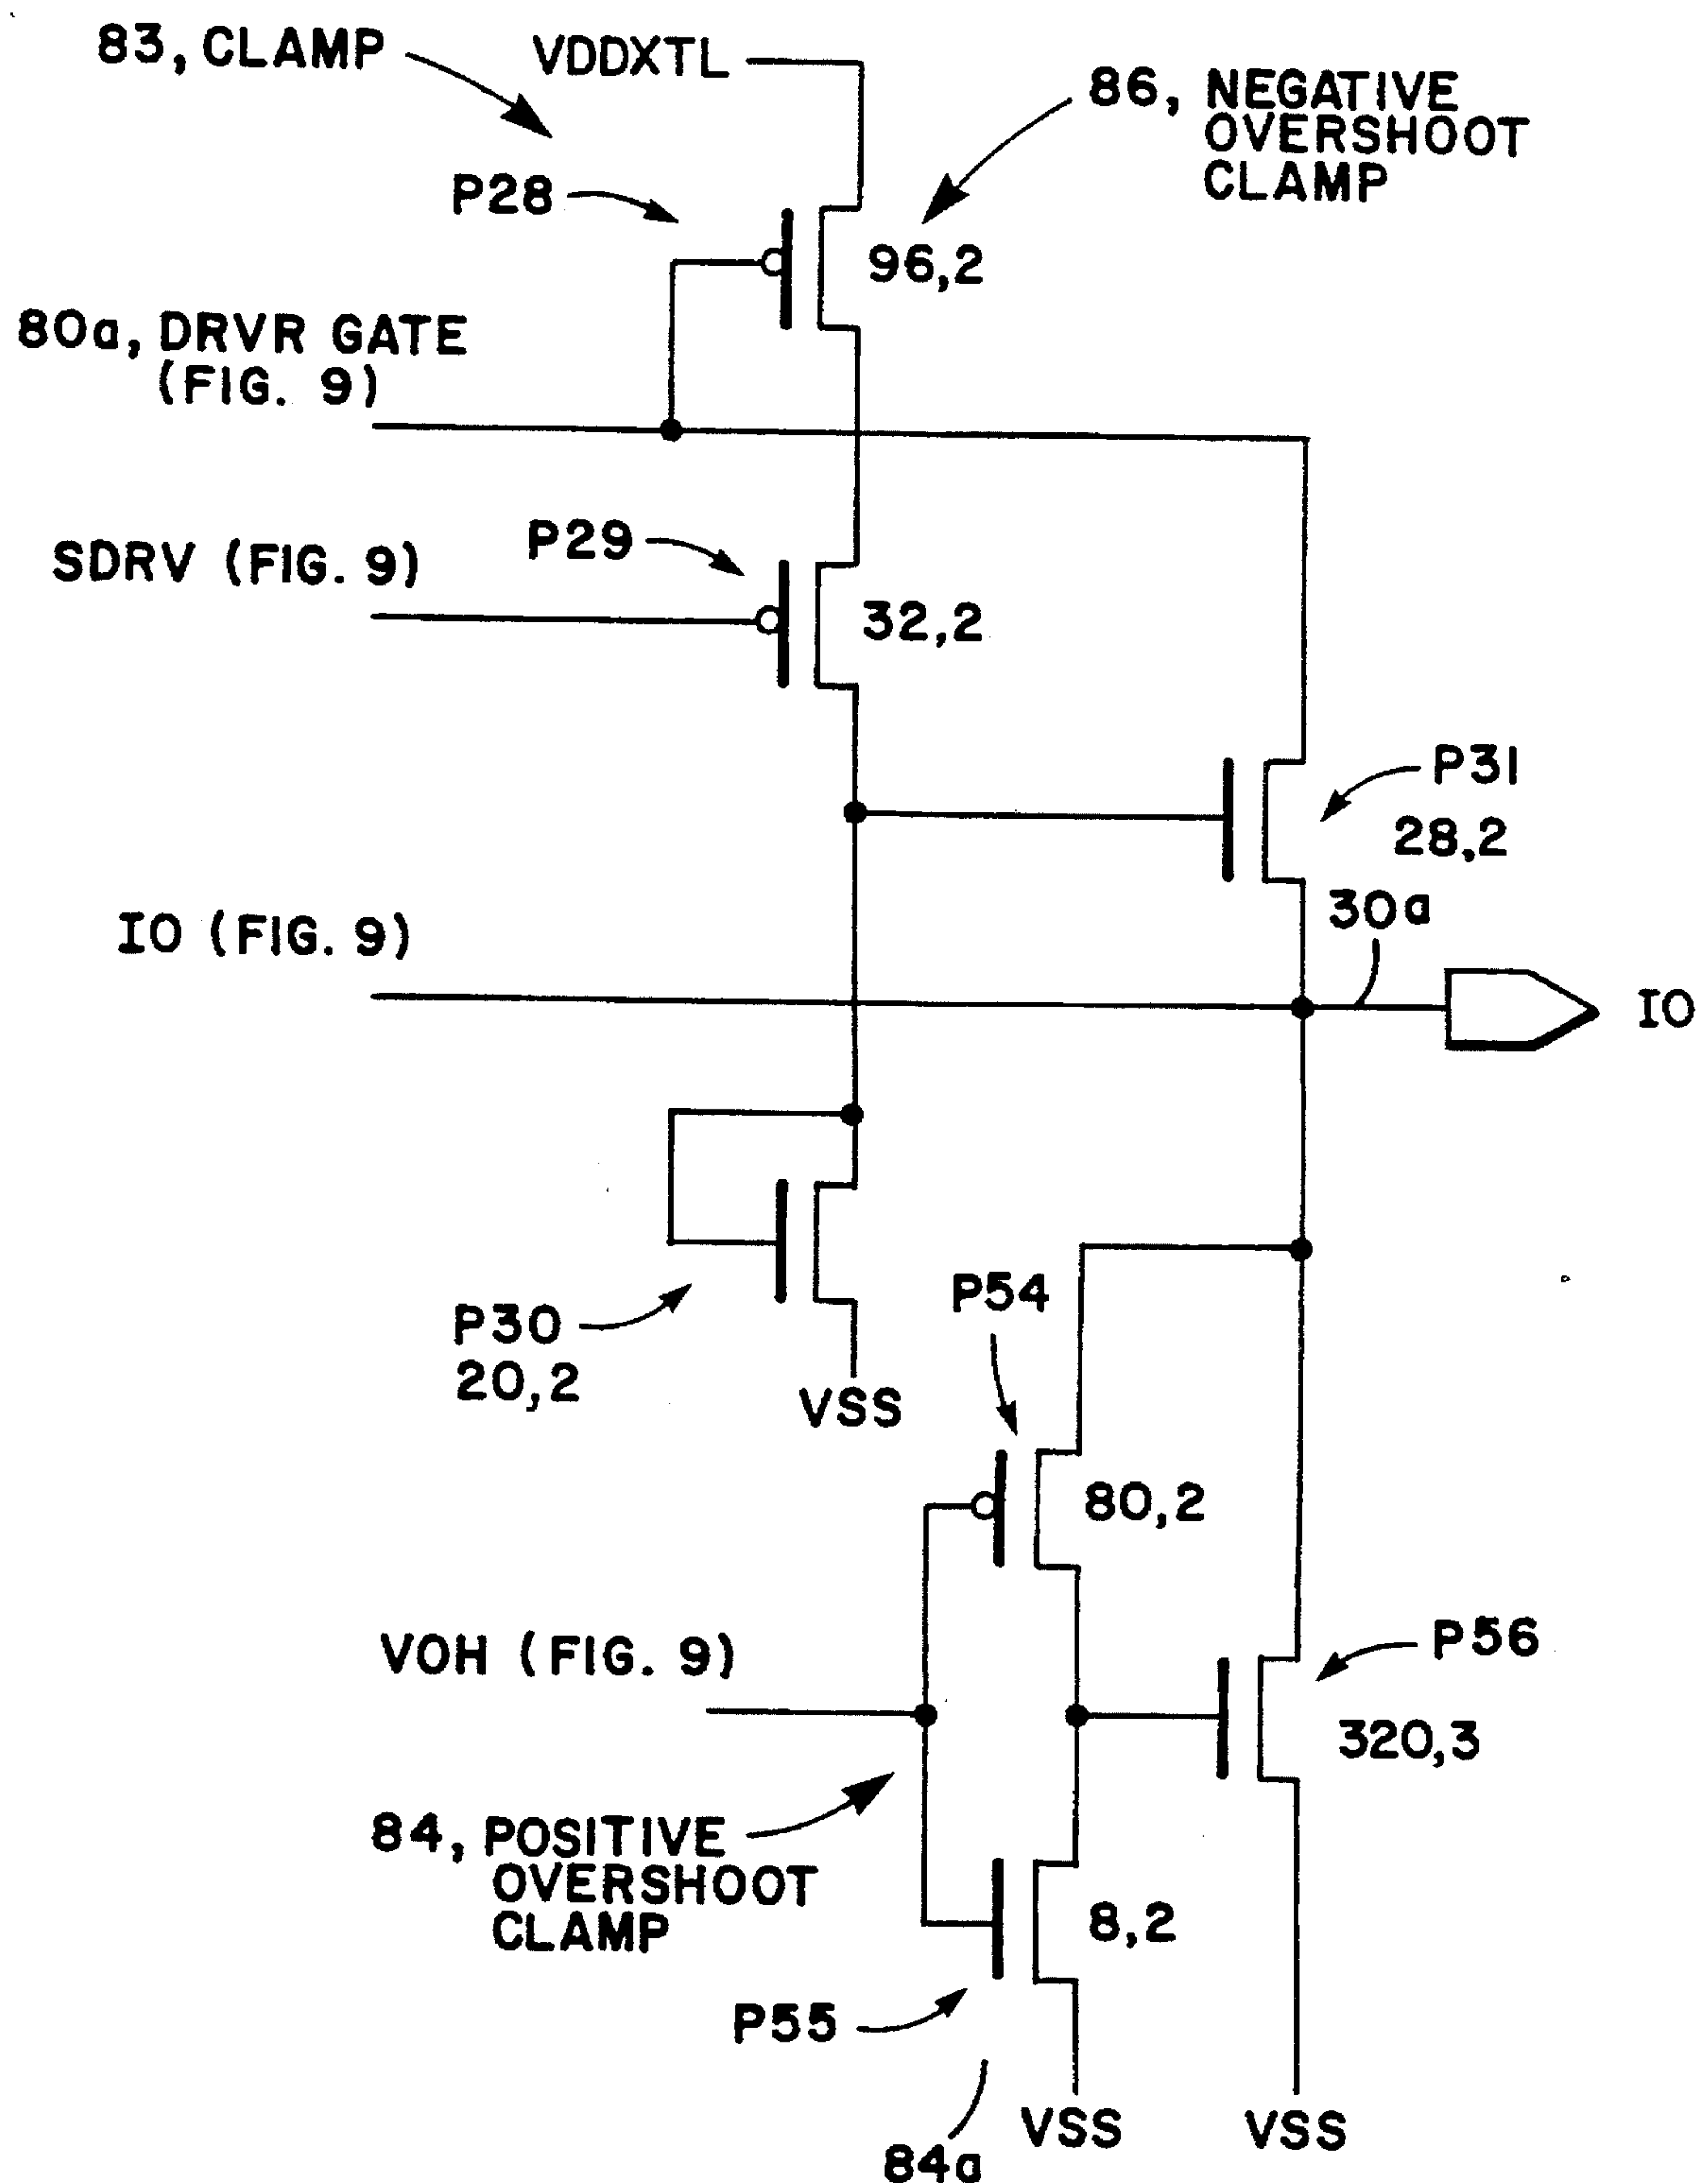 83, CLAMP
VDDXTL
86, NEGATIVE
OVERSHOOT
CLAMP
P28
96,2
80a, DRVR GATE
(FIG. 9)
P29
SDRV (FIG. 9)
32,2
P31
28,2
30a
IO (FIG. 9)
IO
P30
20,2
VSS
P54
80,2
VOH (FIG. 9)
P56
320,3
84, POSITIVE
OVERSHOOT
CLAMP
8,2
P55
84a
VSS
VSS